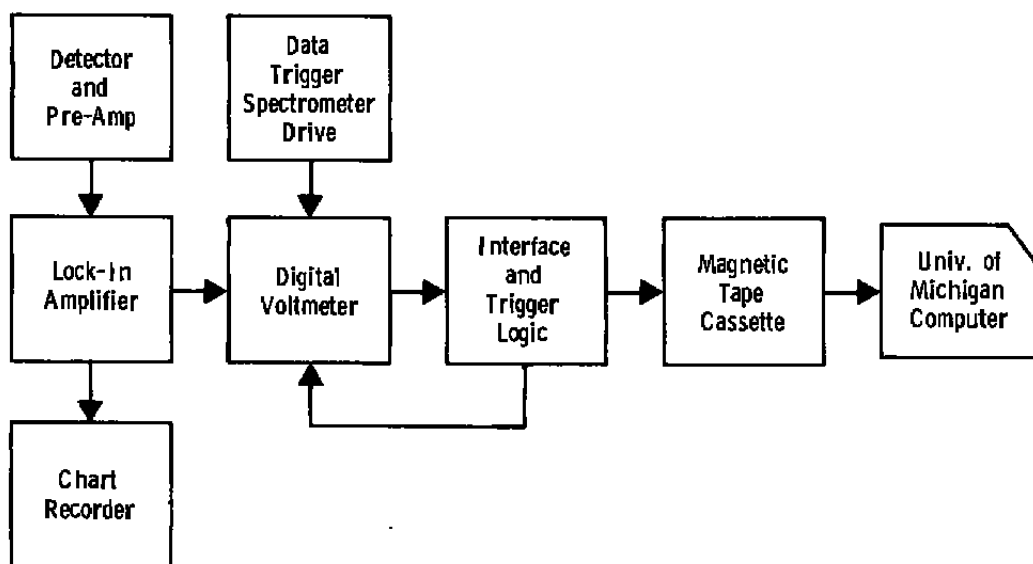 Detector
and
Pre-Amp
Data
Trigger
Spectrometer
Drive
Lock-In
Amplifier
Digital
Voltmeter
Interface
and
Trigger
Logic
Magnetic
Tape
Cassette
Univ. of
Michigan
Computer
Chart
Recorder